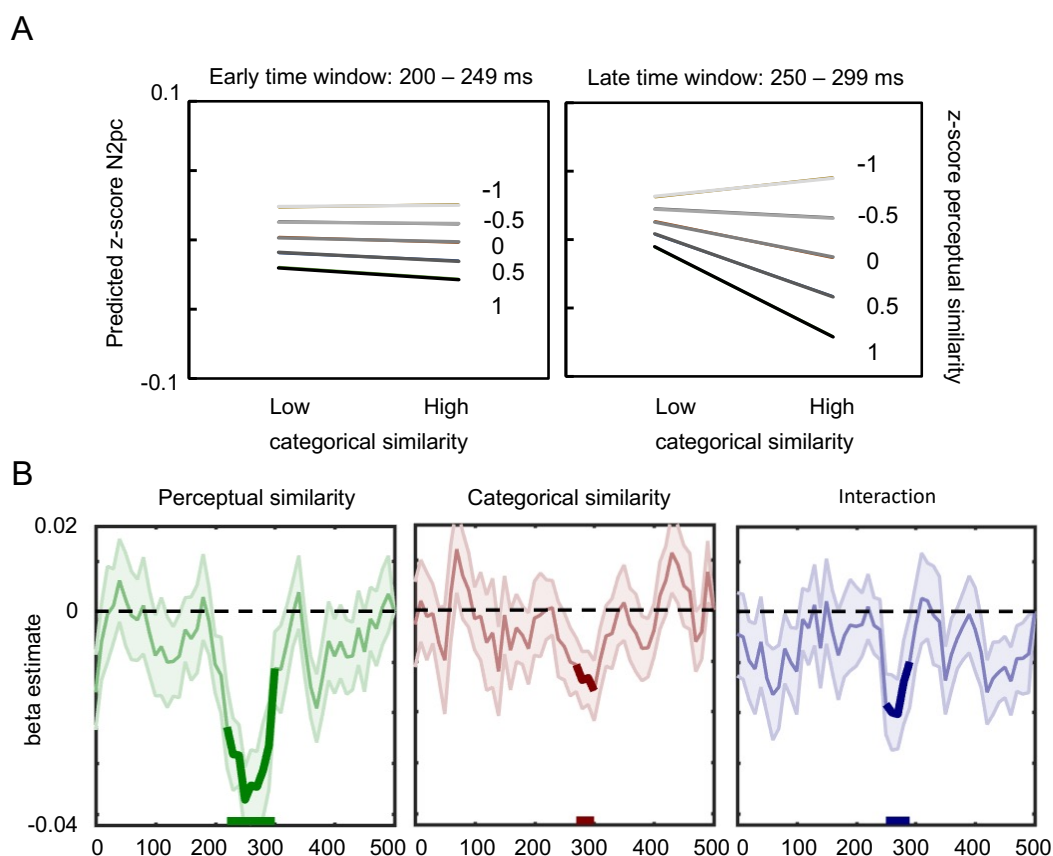 A
Early time window: 200 – 249 ms
Late time window: 250 – 299 ms
0.1
-0.1
Predicted z-score N2pc
-1
-0.5
0
0.5
1
-1
-0.5
0
0.5
1
z-score perceptual similarity
Low
High
Low
High
categorical similarity
categorical similarity
B
Perceptual similarity
Categorical similarity
Interaction
0.02
0
-0.04
beta estimate
0 100 200 300 400 500
0 100 200 300 400 500
0 100 200 300 400 500